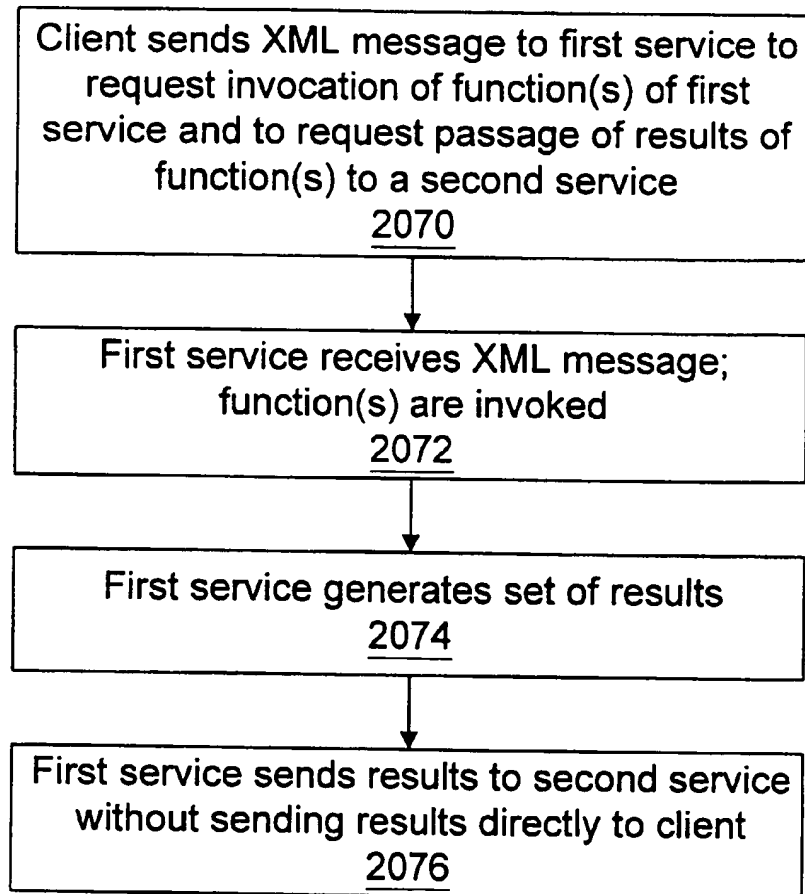 Client sends XML message to first service to
request invocation of function(s) of first
service and to request passage of results of
function(s) to a second service
2070
First service receives XML message;
function(s) are invoked
2072
First service generates set of results
2074
First service sends results to second service
without sending results directly to client
2076